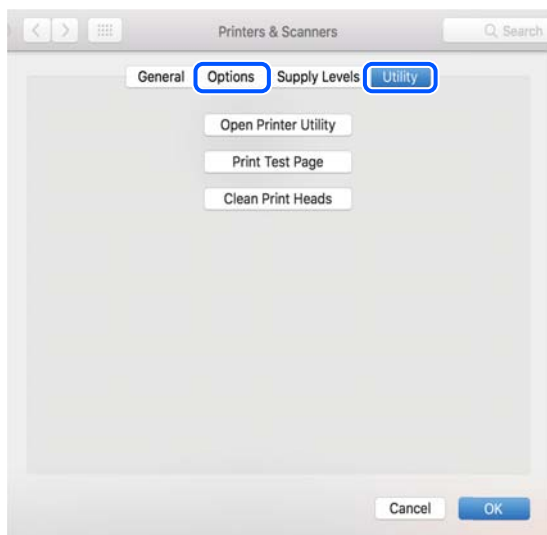 Printers & Scanners
Search
General Options Supply Levels Utility
Open Printer Utility
Print Test Page
Clean Print Heads
Cancel OK